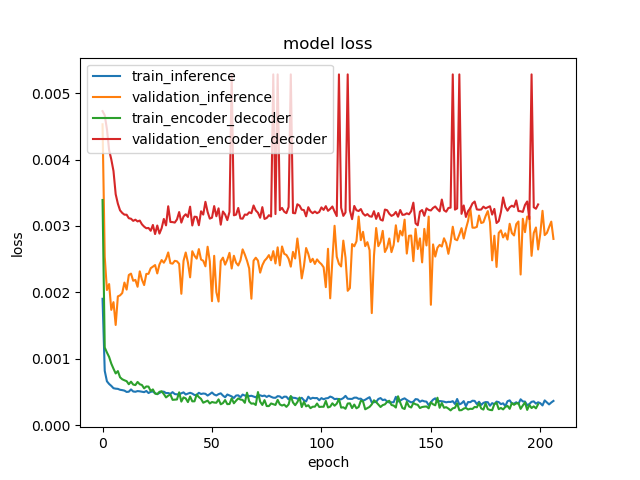 model loss
train_inference
validation_inference
train_encoder_decoder
validation_encoder_decoder
0.005
0.004
0.003
0.002
0.001
0.000
loss
0
50
100
150
200
epoch